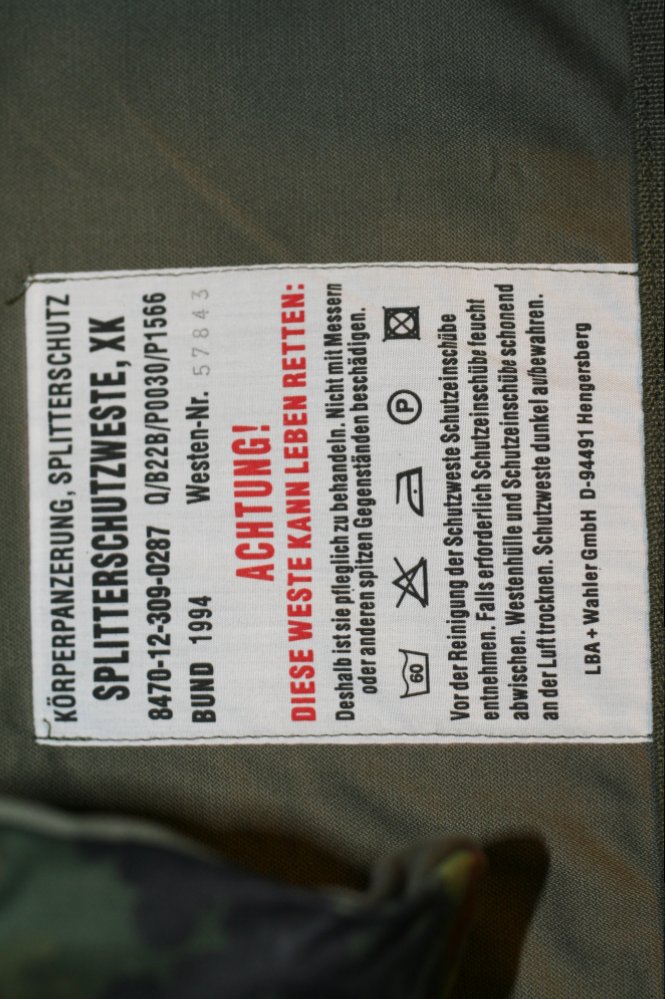 KÖRPERPANZERUNG, SPLITTERSCHUTZ
SPLITTERSCHUTZWESTE, XK
8470-12-309-0287 Q/B22B/P0030/P1566
BUND 1994 Westen-Nr. 57843
ACHTUNG!
DIESE WESTE KANN LEBEN RETTEN:
Deshalb ist sie pfleglich zu behandeln. Nicht mit Messern
oder anderen spitzen Gegenständen beschädigen.
60 P
Vor der Reinigung der Schutzweste Schutzeinschübe
entnehmen. Falls erforderlich Schutzeinschübe feucht
abwischen. Westenhülle und Schutzeinschübe schonend
an der Luft trocknen. Schutzweste dunkel aufbewahren.
LBA + Wahler GmbH D-94491 Hengersberg